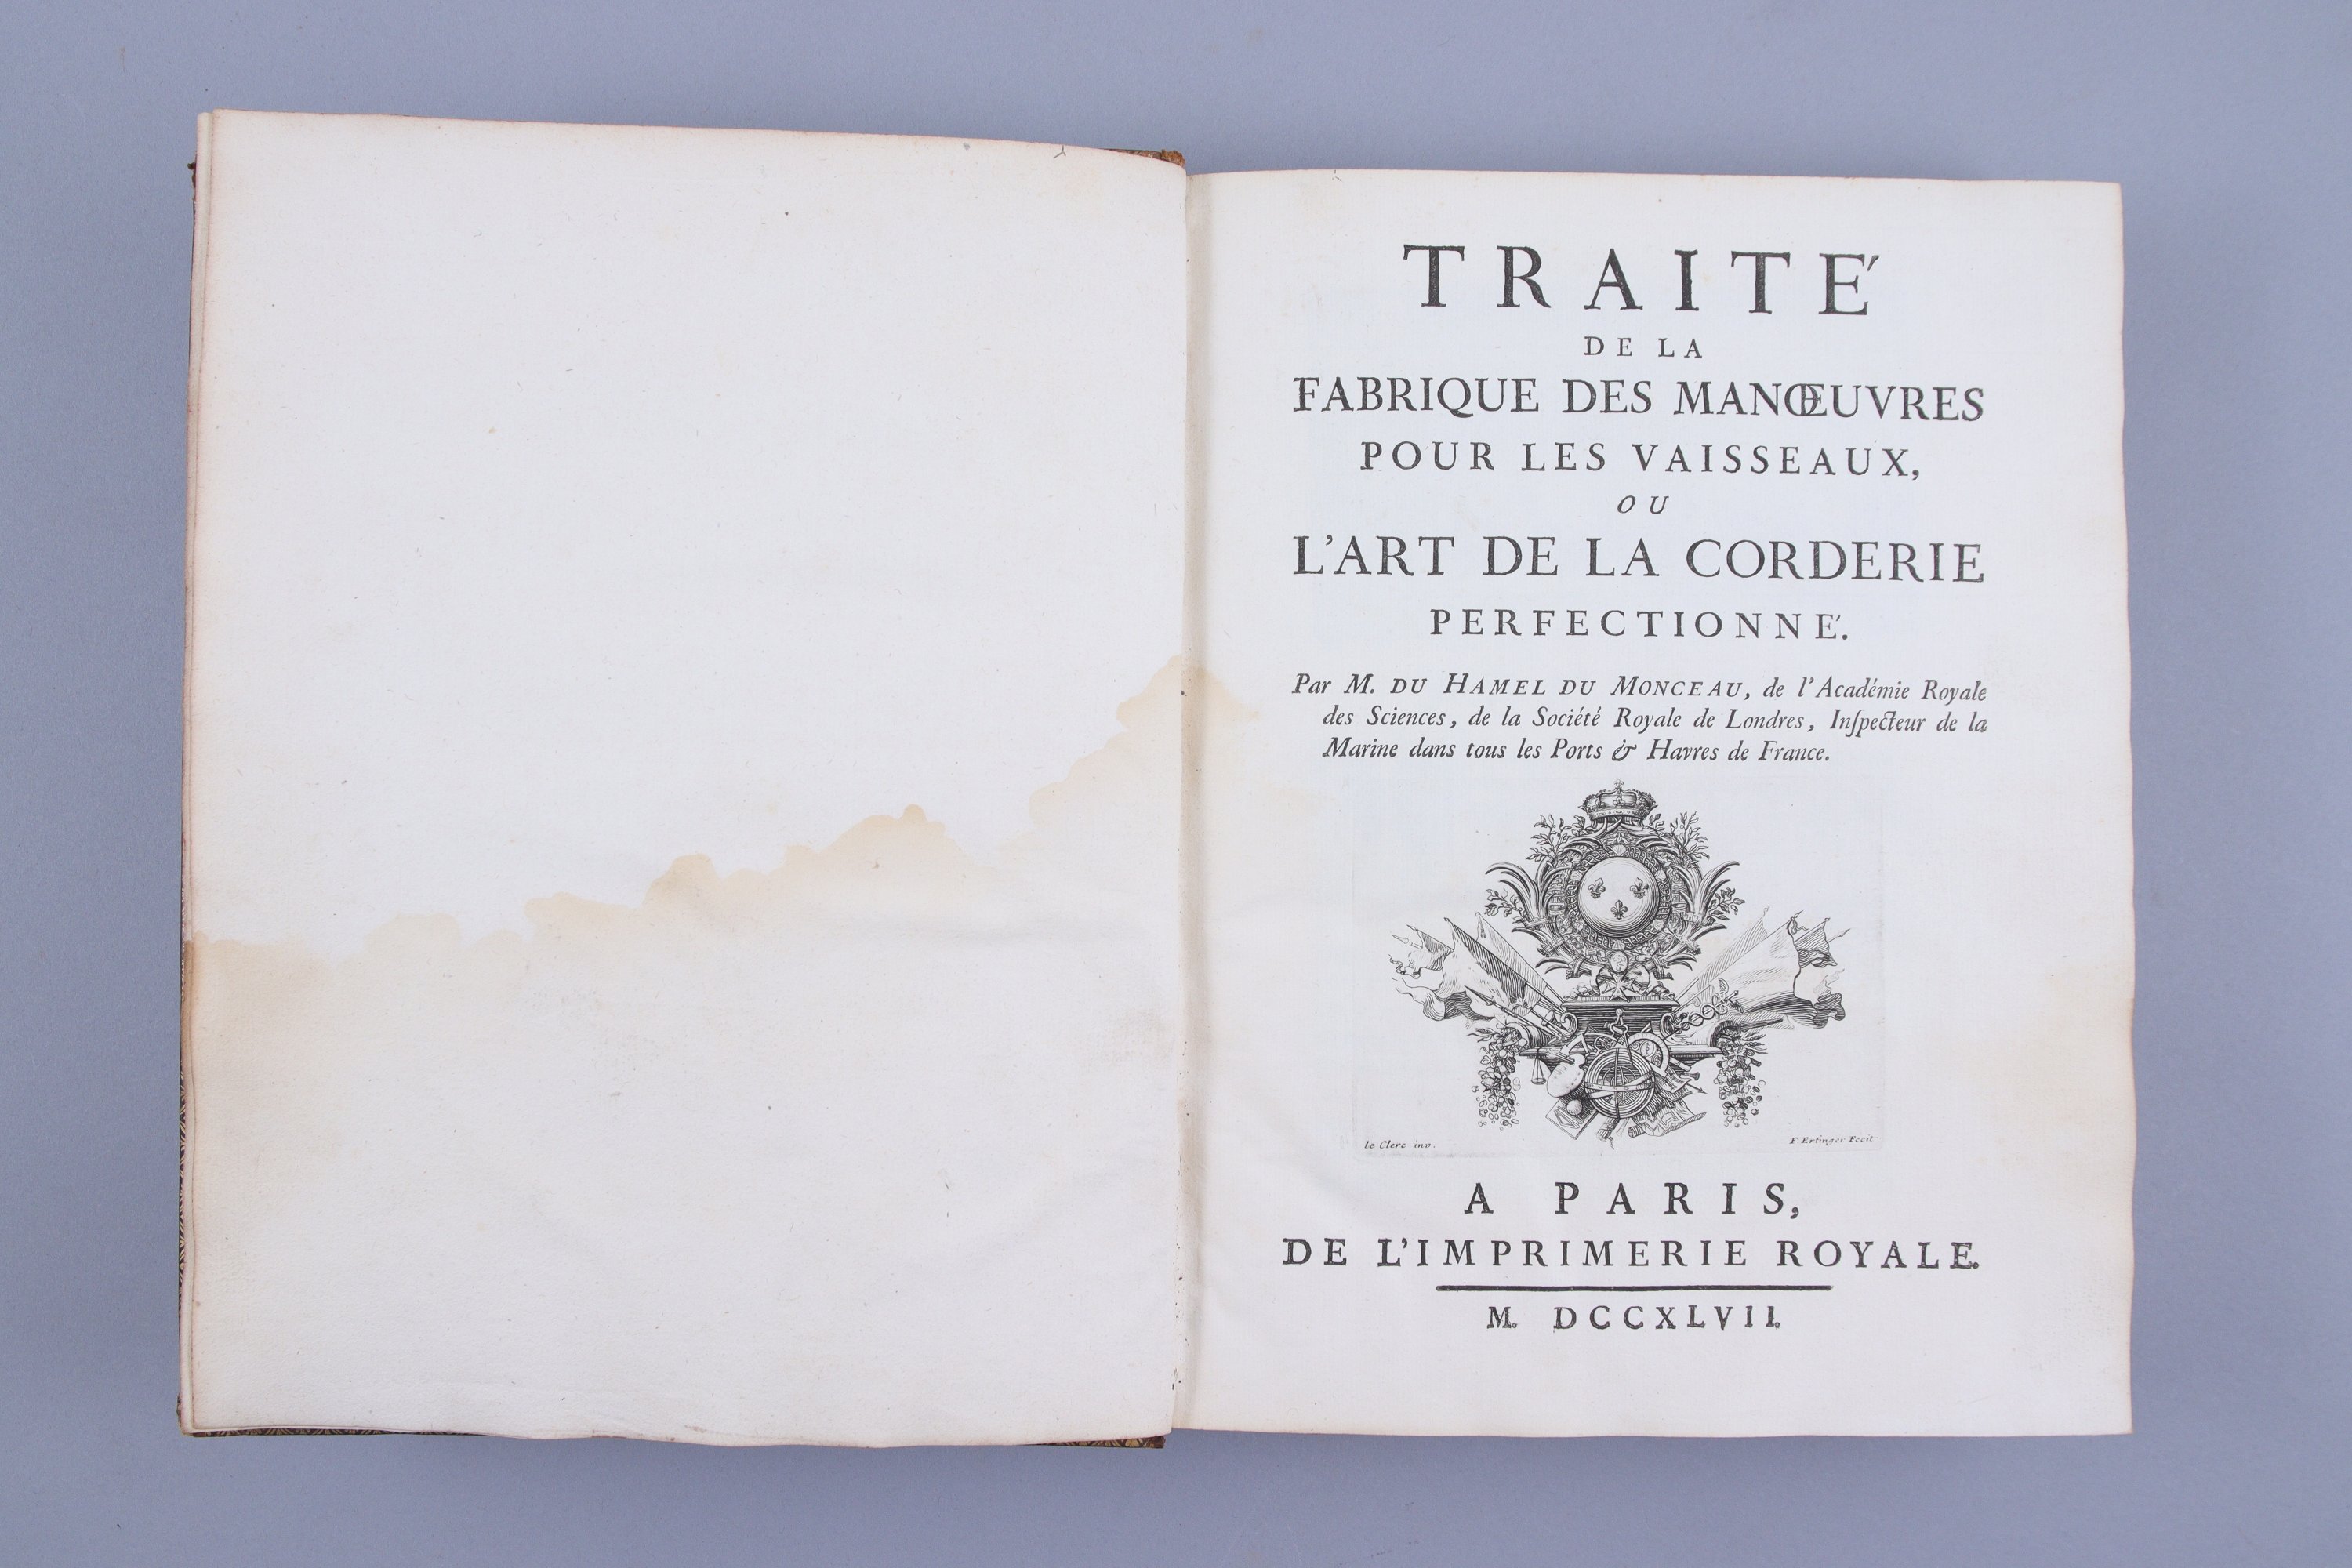 TRAITÉ
DE LA
FABRIQUE DES MANŒUVRES
POUR LES VAISSEAUX,
OU
L'ART DE LA CORDERIE
PERFECTIONNÉ.
Par M. DU HAMEL DU MONCEAU, de l'Académie Royale
des Sciences, de la Société Royale de Londres, Inſpecteur de la
Marine dans tous les Ports & Havres de France.
le Clerc inv.
F. Ertinger Fecit
A PARIS,
DE L'IMPRIMERIE ROYALE.
M. DCCXLVII.